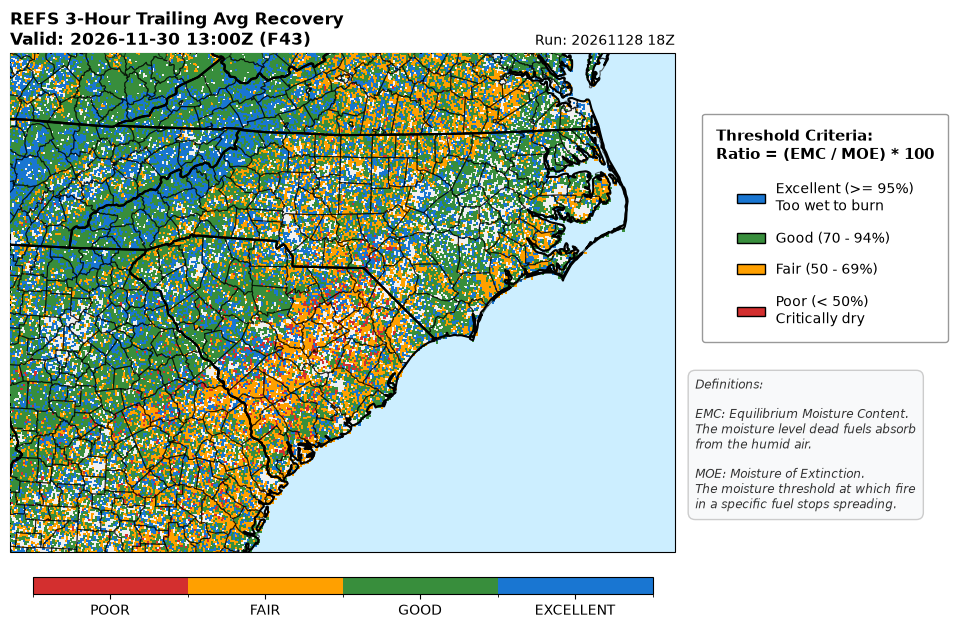 REFS 3-Hour Trailing Avg Recovery
Valid: 2026-11-30 13:00Z (F43)
Run: 20261128 18Z
Threshold Criteria:
Ratio = (EMC / MOE) * 100
Excellent (>= 95%)
Too wet to burn
Good (70 - 94%)
Fair (50 - 69%)
Poor (< 50%)
Critically dry
Definitions:
EMC: Equilibrium Moisture Content.
The moisture level dead fuels absorb
from the humid air.
MOE: Moisture of Extinction.
The moisture threshold at which fire
in a specific fuel stops spreading.
POOR
FAIR
GOOD
EXCELLENT